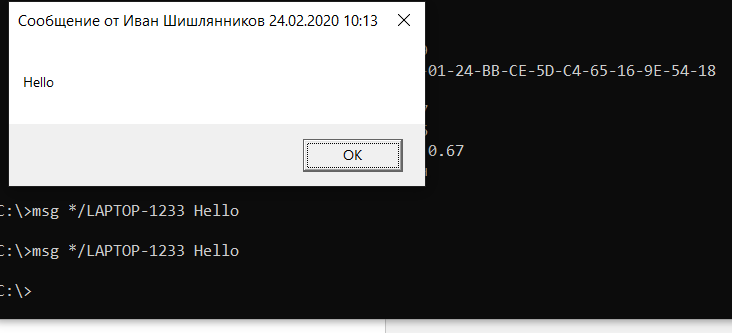 Сообщение от Иван Шишлянников 24.02.2020 10:13
Hello
OK
01-24-BB-CE-5D-C4-65-16-9E-54-18
0.67
C:\>msg */LAPTOP-1233 Hello
C:\>msg */LAPTOP-1233 Hello
C:\>